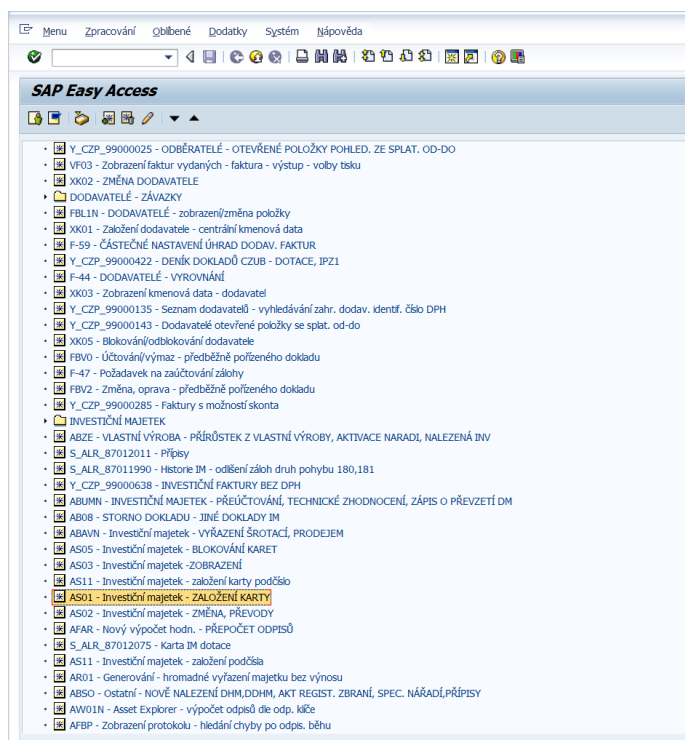 Menu Zpracování Oblíbené Dodatky Systém Nápověda
SAP Easy Access
Y_CZP_99000025 - ODBĚRATELÉ - OTEVŘENÉ POLOŽKY POHLED. ZE SPLAT. OD-DO
VF03 - Zobrazení faktur vydaných - faktura - výstup - volby tisku
XK02 - ZMĚNA DODAVATELE
DODAVATELÉ - ZÁVAZKY
FBL1N - DODAVATELÉ - zobrazení/změna položky
XK01 - Založení dodavatele - centrální kmenová data
F-59 - ČÁSTEČNÉ NASTAVENÍ ÚHRAD DODAV. FAKTUR
Y_CZP_99000422 - DENÍK DOKLADŮ CZUB - DOTACE, IPZ1
F-44 - DODAVATELÉ - VYROVNÁNÍ
XK03 - Zobrazení kmenová data - dodavatel
Y_CZP_99000135 - Seznam dodavatelů - vyhledávání zahr. dodav. identif. číslo DPH
Y_CZP_99000143 - Dodavatelé otevřené položky se splat. od-do
XK05 - Blokování/odblokování dodavatele
FBV0 - Účtování/výmaz - předběžně pořízeného dokladu
F-47 - Požadavek na zaúčtování zálohy
FBV2 - Změna, oprava - předběžně pořízeného dokladu
Y_CZP_99000285 - Faktury s možností skonta
INVESTIČNÍ MAJETEK
ABZE - VLASTNÍ VÝROBA - PŘÍRŮSTEK Z VLASTNÍ VÝROBY, AKTIVACE NARADI, NALEZENÁ INV
S_ALR_87012011 - Přípisy
S_ALR_87011990 - Historie IM - odlišení záloh druh pohybu 180,181
Y_CZP_99000638 - INVESTIČNÍ FAKTURY BEZ DPH
ABUMN - INVESTIČNÍ MAJETEK - PŘEÚČTOVÁNÍ, TECHNICKÉ ZHODNOCENÍ, ZÁPIS O PŘEVZETÍ DM
AB08 - STORNO DOKLADU - JINÉ DOKLADY IM
ABAVN - Investiční majetek - VYŘAZENÍ ŠROTACÍ, PRODEJEM
AS05 - Investiční majetek - BLOKOVÁNÍ KARET
AS03 - Investiční majetek -ZOBRAZENÍ
AS11 - Investiční majetek - založení karty podčíslo
AS01 - Investiční majetek - ZALOŽENÍ KARTY
AS02 - Investiční majetek - ZMĚNA, PŘEVODY
AFAR - Nový výpočet hodn. - PŘEPOČET ODPISŮ
S_ALR_87012075 - Karta IM dotace
AS11 - Investiční majetek - založení podčísla
AR01 - Generování - hromadné vyřazení majetku bez výnosu
ABSO - Ostatní - NOVĚ NALEZENÍ DHM,DDHM, AKT REGIST. ZBRANÍ, SPEC. NÁŘADÍ,PŘÍPISY
AW01N - Asset Explorer - výpočet odpisů dle odp. klíče
AFBP - Zobrazení protokolu - hledání chyby po odpis. běhu